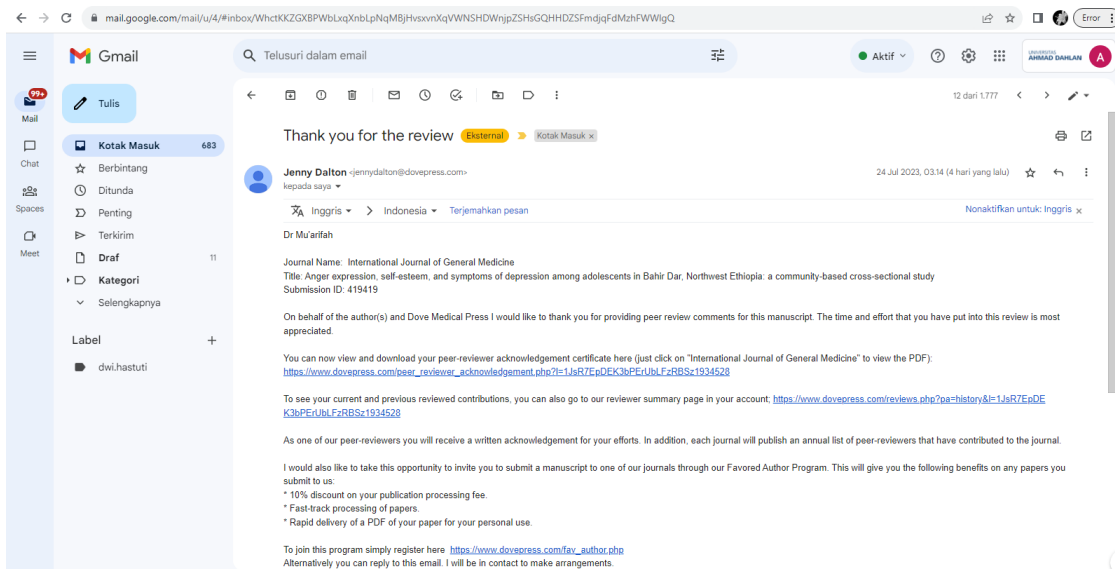 mail.google.com/mail/u/4/#inbox/WhctKKZGXBPWbLxqXnbLpNqMBjHvsxvnXqVWNSHDWnjpZSHsGQHHDZSFmdjqFdMzhFWWlgQ
Error
Gmail
Telusuri dalam email
Aktif
UNIVERSITAS
AHMAD DAHLAN
A
99+
Mail
Chat
Spaces
Meet
Tulis
Kotak Masuk 683
Berbintang
Ditunda
Penting
Terkirim
Draf 11
Kategori
Selengkapnya
Label +
dwi.hastuti
12 dari 1.777
Thank you for the review Eksternal Kotak Masuk ×
Jenny Dalton <jennydalton@dovepress.com> 24 Jul 2023, 03.14 (4 hari yang lalu)
kepada saya
Inggris > Indonesia Terjemahkan pesan Nonaktifkan untuk: Inggris ×
Dr Mu'arifah
Journal Name: International Journal of General Medicine
Title: Anger expression, self-esteem, and symptoms of depression among adolescents in Bahir Dar, Northwest Ethiopia: a community-based cross-sectional study
Submission ID: 419419
On behalf of the author(s) and Dove Medical Press I would like to thank you for providing peer review comments for this manuscript. The time and effort that you have put into this review is most
appreciated.
You can now view and download your peer-reviewer acknowledgement certificate here (just click on "International Journal of General Medicine" to view the PDF):
https://www.dovepress.com/peer_reviewer_acknowledgement.php?l=1JsR7EpDEK3bPErUbLFzRBSz1934528
To see your current and previous reviewed contributions, you can also go to our reviewer summary page in your account; https://www.dovepress.com/reviews.php?pa=history&l=1JsR7EpDE
K3bPErUbLFzRBSz1934528
As one of our peer-reviewers you will receive a written acknowledgement for your efforts. In addition, each journal will publish an annual list of peer-reviewers that have contributed to the journal.
I would also like to take this opportunity to invite you to submit a manuscript to one of our journals through our Favored Author Program. This will give you the following benefits on any papers you
submit to us:
* 10% discount on your publication processing fee.
* Fast-track processing of papers.
* Rapid delivery of a PDF of your paper for your personal use.
To join this program simply register here https://www.dovepress.com/fav_author.php
Alternatively you can reply to this email. I will be in contact to make arrangements.